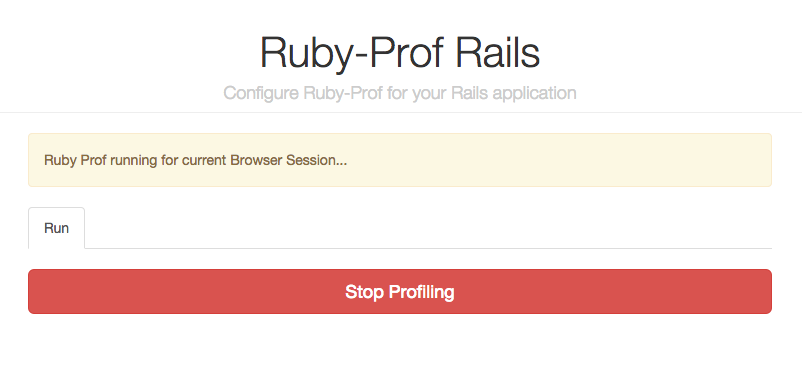 Ruby-Prof Rails
Configure Ruby-Prof for your Rails application
Ruby Prof running for current Browser Session...
Run
Stop Profiling